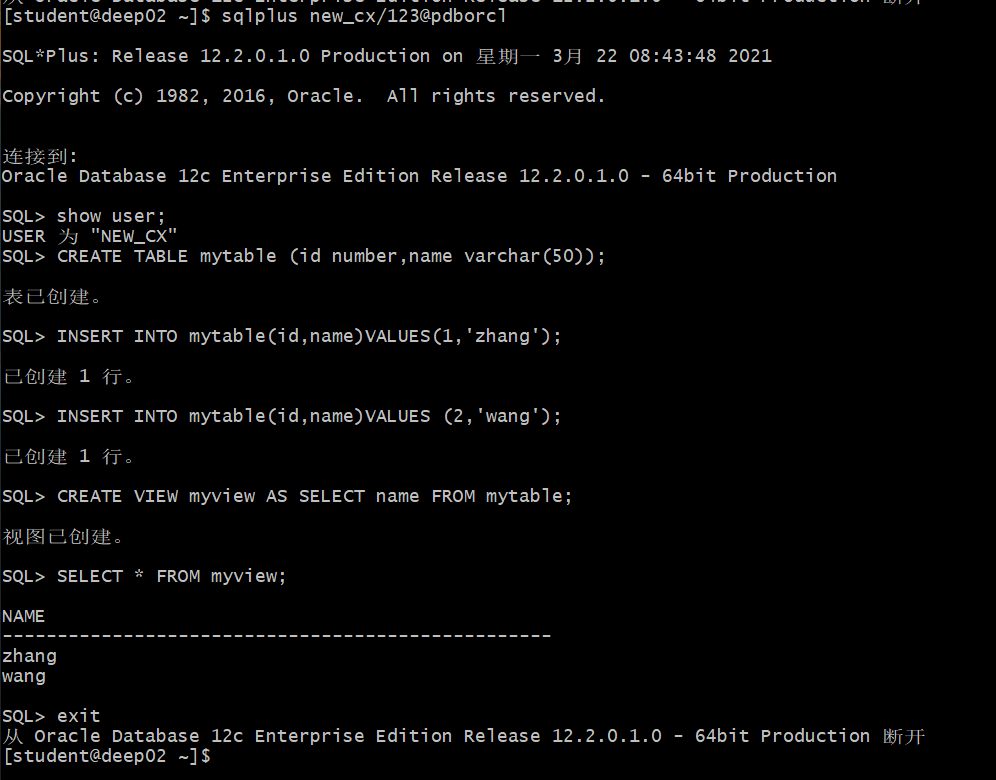 从 Oracle Database 12c Enterprise Edition Release 12.2.0.1.0 - 64bit Production 断开
[student@deep02 ~]$ sqlplus new_cx/123@pdborcl
SQL*Plus: Release 12.2.0.1.0 Production on 星期一 3月 22 08:43:48 2021
Copyright (c) 1982, 2016, Oracle.  All rights reserved.
连接到:
Oracle Database 12c Enterprise Edition Release 12.2.0.1.0 - 64bit Production
SQL> show user;
USER 为 "NEW_CX"
SQL> CREATE TABLE mytable (id number,name varchar(50));
表已创建。
SQL> INSERT INTO mytable(id,name)VALUES(1,'zhang');
已创建 1 行。
SQL> INSERT INTO mytable(id,name)VALUES (2,'wang');
已创建 1 行。
SQL> CREATE VIEW myview AS SELECT name FROM mytable;
视图已创建。
SQL> SELECT * FROM myview;
NAME
--------------------------------------------------
zhang
wang
SQL> exit
从 Oracle Database 12c Enterprise Edition Release 12.2.0.1.0 - 64bit Production 断开
[student@deep02 ~]$